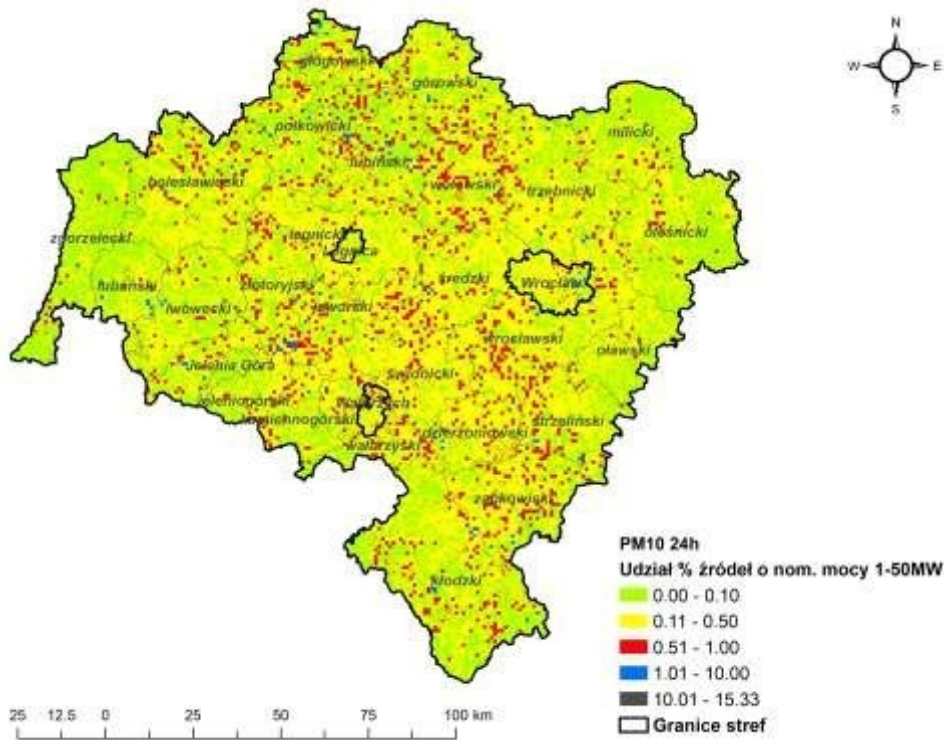 N
W E
S
głogowski
górowski
milicki
polkowicki
lubiński
wołowski
trzebnicki
bolesławiecki
oleśnicki
zgorzelecki
legnicki
Legnica
średzki
Wrocław
lubański
złotoryjski
lwówecki
jaworski
wrocławski
oławski
Jelenia Góra
świdnicki
jeleniogórski
Wałbrzych
kamiennogórski
strzeliński
dzierżoniowski
wałbrzyski
ząbkowicki
kłodzki
PM10 24h
Udział % źródeł o nom. mocy 1-50MW
0.00 - 0.10
0.11 - 0.50
0.51 - 1.00
1.01 - 10.00
10.01 - 15.33
Granice stref
25 12.5 0 25 50 75 100 km